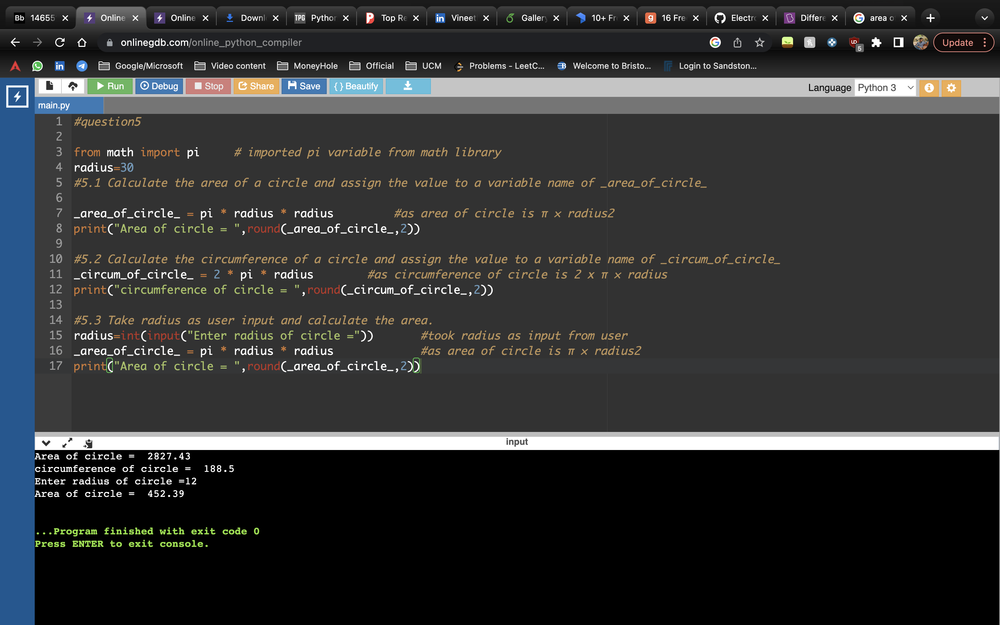 Bb 14655
Online
Online
Downl
TPG Python
Top Re
in Vineet
Gallery
10+ Fr
g 16 Fre
Electro
Differe
G area o
onlinegdb.com/online_python_compiler
5
Update
in
Google/Microsoft
Video content
MoneyHole
Official
UCM
Problems - LeetC...
Welcome to Bristo...
Login to Sandston...
Run
Debug
Stop
Share
Save
{ } Beautify
Language Python 3
main.py
1 #question5
2
3 from math import pi # imported pi variable from math library
4 radius=30
5 #5.1 Calculate the area of a circle and assign the value to a variable name of _area_of_circle_
6
7 _area_of_circle_ = pi * radius * radius #as area of circle is π × radius2
8 print("Area of circle = ",round(_area_of_circle_,2))
9
10 #5.2 Calculate the circumference of a circle and assign the value to a variable name of _circum_of_circle_
11 _circum_of_circle_ = 2 * pi * radius #as circumference of circle is 2 x π × radius
12 print("circumference of circle = ",round(_circum_of_circle_,2))
13
14 #5.3 Take radius as user input and calculate the area.
15 radius=int(input("Enter radius of circle =")) #took radius as input from user
16 _area_of_circle_ = pi * radius * radius #as area of circle is π × radius2
17 print("Area of circle = ",round(_area_of_circle_,2))
input
Area of circle =  2827.43
circumference of circle =  188.5
Enter radius of circle =12
Area of circle =  452.39
...Program finished with exit code 0
Press ENTER to exit console.